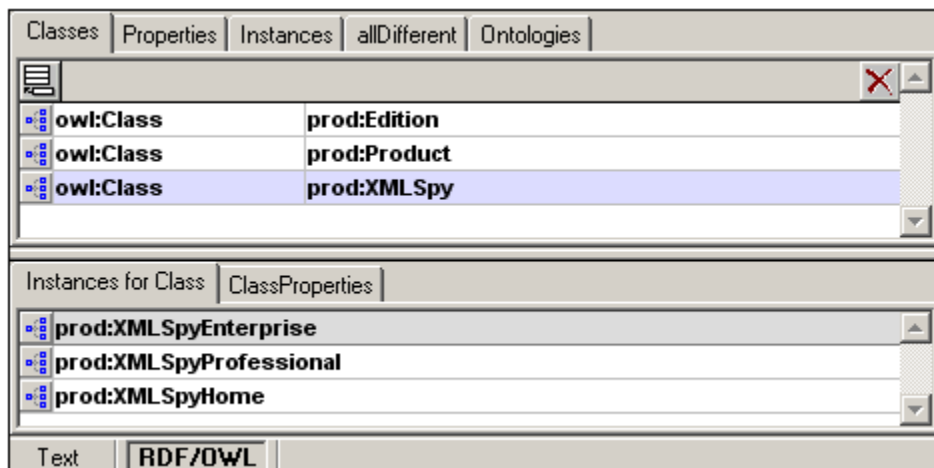 Classes Properties Instances allDifferent Ontologies
owl:Class prod:Edition
owl:Class prod:Product
owl:Class prod:XMLSpy
Instances for Class ClassProperties
prod:XMLSpyEnterprise
prod:XMLSpyProfessional
prod:XMLSpyHome
Text RDF/OWL